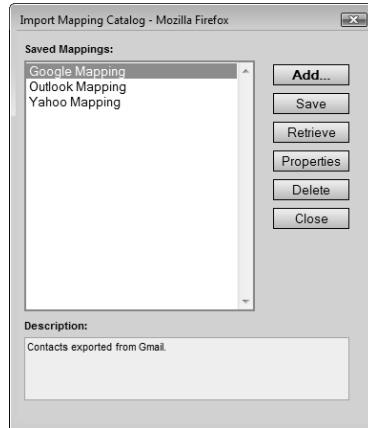 Import Mapping Catalog - Mozilla Firefox
Saved Mappings:
Google Mapping
Outlook Mapping
Yahoo Mapping
Add...
Save
Retrieve
Properties
Delete
Close
Description:
Contacts exported from Gmail.